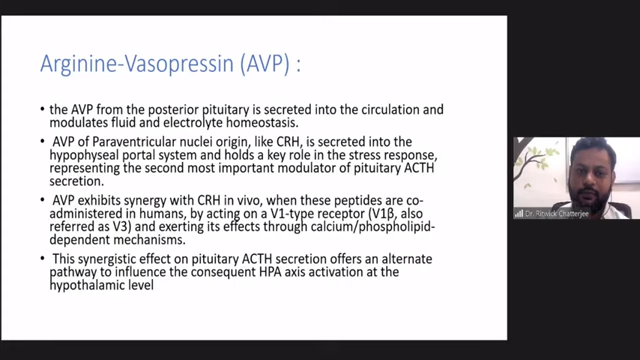 Arginine-Vasopressin (AVP) :
• the AVP from the posterior pituitary is secreted into the circulation and
modulates fluid and electrolyte homeostasis.
• AVP of Paraventricular nuclei origin, like CRH, is secreted into the
hypophyseal portal system and holds a key role in the stress response,
representing the second most important modulator of pituitary ACTH
secretion.
• AVP exhibits synergy with CRH in vivo, when these peptides are co-
administered in humans, by acting on a V1-type receptor (V1β, also
referred as V3) and exerting its effects through calcium/phospholipid-
dependent mechanisms.
• This synergistic effect on pituitary ACTH secretion offers an alternate
pathway to influence the consequent HPA axis activation at the
hypothalamic level
Dr. Ritwick Chatterjee